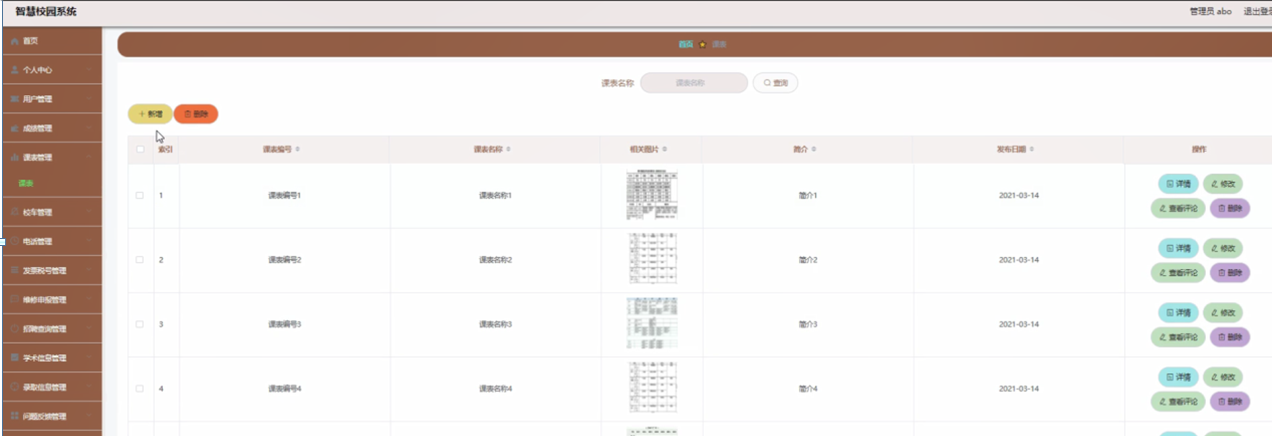 智慧校园系统
管理员 abo 退出登录
首页
个人中心
用户管理
成绩管理
课表管理
课表
校车管理
电话管理
发票税号管理
维修申报管理
招聘查询管理
学术信息管理
录取信息管理
问题反馈管理
首页 课表
课表名称 课表名称 查询
+ 新增 删除
索引 课表编号 课表名称 相关图片 简介 发布日期 操作
1 课表编号1 课表名称1 简介1 2021-03-14 详情 修改
查看评论 删除
2 课表编号2 课表名称2 简介2 2021-03-14 详情 修改
查看评论 删除
3 课表编号3 课表名称3 简介3 2021-03-14 详情 修改
查看评论 删除
4 课表编号4 课表名称4 简介4 2021-03-14 详情 修改
查看评论 删除